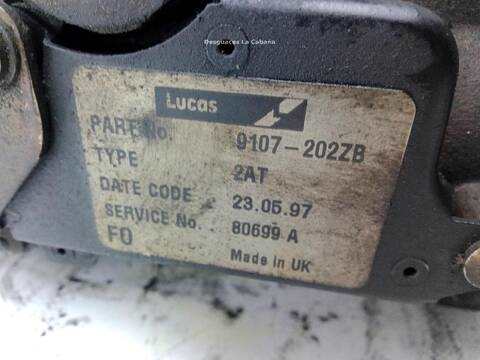 Desguaces La Cabaña
Lucas
PART No. 9107-202ZB
TYPE 2AT
DATE CODE 23.05.97
SERVICE No. 80699 A
FO Made in UK